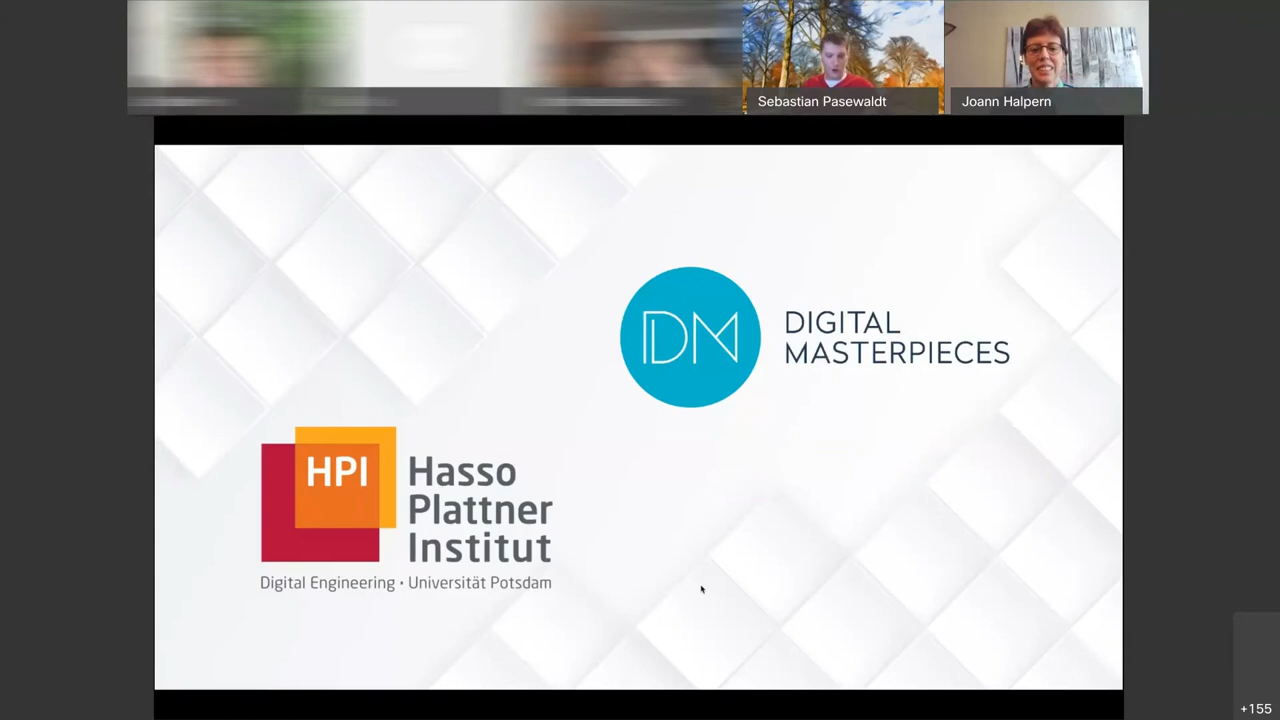 Sebastian Pasewaldt
Joann Halpern
DM
DIGITAL
MASTERPIECES
HPI
Hasso
Plattner
Institut
Digital Engineering • Universität Potsdam
+155